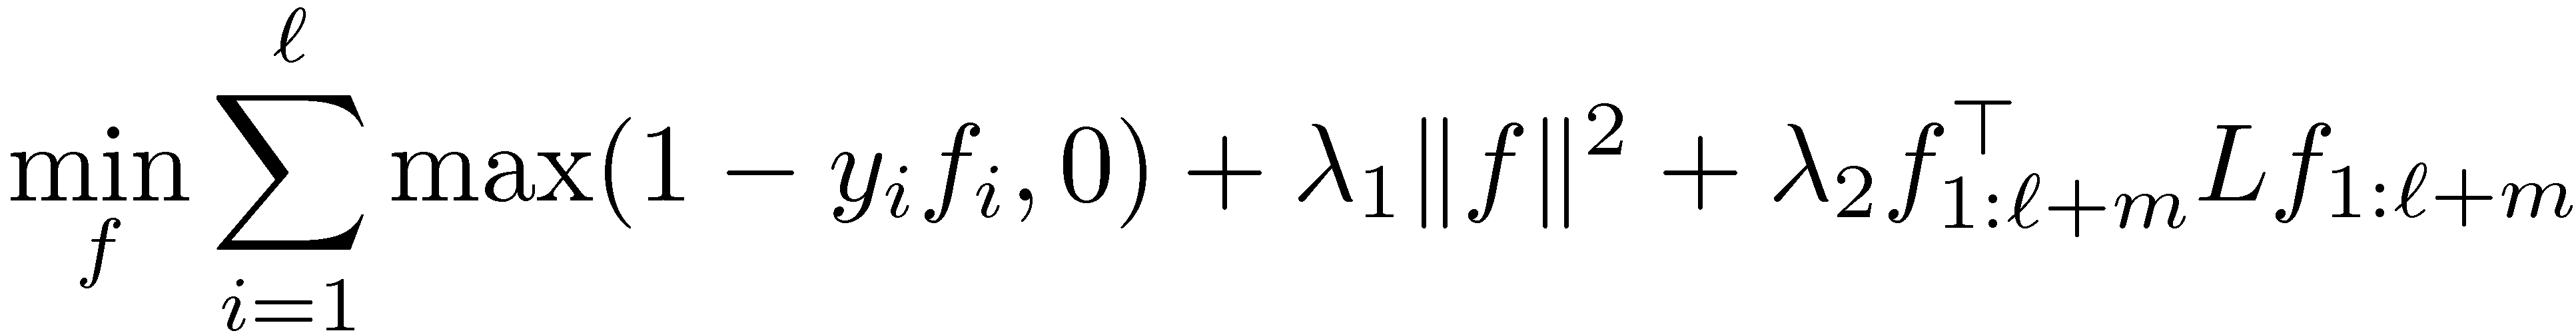 \min_f \sum_{i=1}^{\ell} \max(1 - y_i f_i, 0) + \lambda_1 \|f\|^2 + \lambda_2 f_{1:\ell+m}^\top L f_{1:\ell+m}